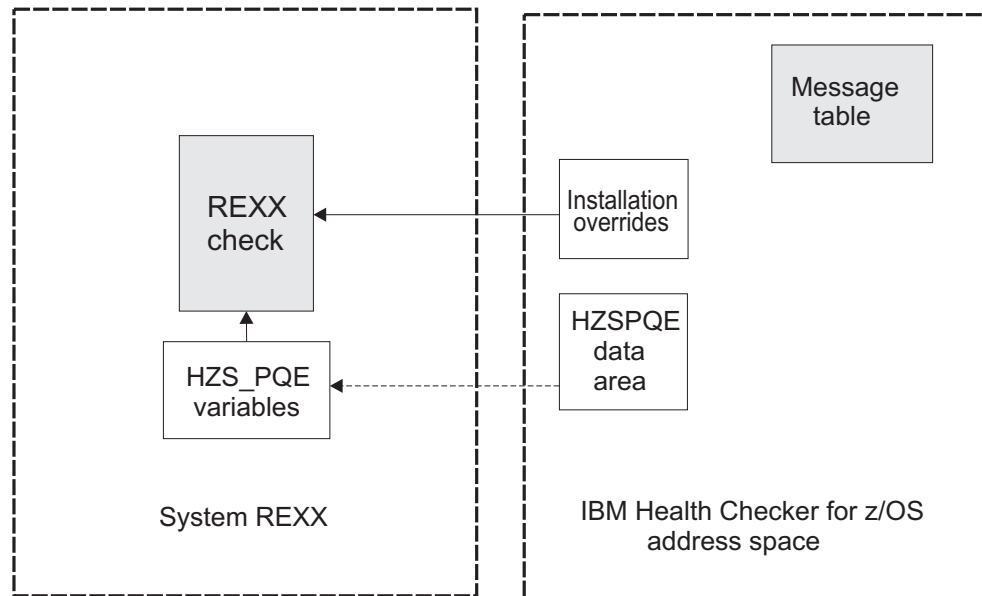 Message
table
REXX
check
Installation
overrides
HZSPQE
data
area
HZS_PQE
variables
System REXX
IBM Health Checker for z/OS
address space